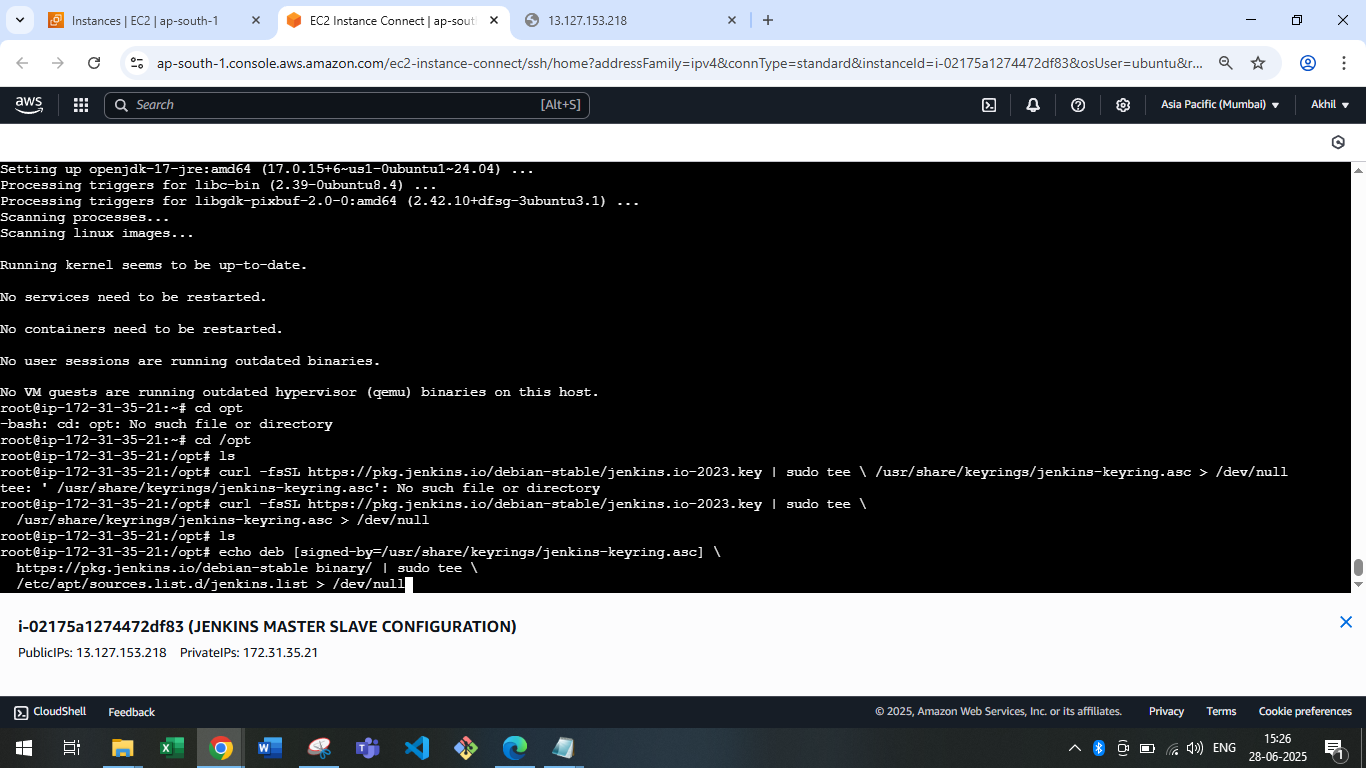 Instances | EC2 | ap-south-1
EC2 Instance Connect | ap-sout
13.127.153.218
ap-south-1.console.aws.amazon.com/ec2-instance-connect/ssh/home?addressFamily=ipv4&connType=standard&instanceId=i-02175a1274472df83&osUser=ubuntu&r...
aws
Search
[Alt+S]
Asia Pacific (Mumbai)
Akhil
Setting up openjdk-17-jre:amd64 (17.0.15+6~us1-0ubuntu1~24.04) ...
Processing triggers for libc-bin (2.39-0ubuntu8.4) ...
Processing triggers for libgdk-pixbuf-2.0-0:amd64 (2.42.10+dfsg-3ubuntu3.1) ...
Scanning processes...
Scanning linux images...
Running kernel seems to be up-to-date.
No services need to be restarted.
No containers need to be restarted.
No user sessions are running outdated binaries.
No VM guests are running outdated hypervisor (qemu) binaries on this host.
root@ip-172-31-35-21:~# cd opt
-bash: cd: opt: No such file or directory
root@ip-172-31-35-21:~# cd /opt
root@ip-172-31-35-21:/opt# ls
root@ip-172-31-35-21:/opt# curl -fsSL https://pkg.jenkins.io/debian-stable/jenkins.io-2023.key | sudo tee \ /usr/share/keyrings/jenkins-keyring.asc > /dev/null
tee: ' /usr/share/keyrings/jenkins-keyring.asc': No such file or directory
root@ip-172-31-35-21:/opt# curl -fsSL https://pkg.jenkins.io/debian-stable/jenkins.io-2023.key | sudo tee \
/usr/share/keyrings/jenkins-keyring.asc > /dev/null
root@ip-172-31-35-21:/opt# ls
root@ip-172-31-35-21:/opt# echo deb [signed-by=/usr/share/keyrings/jenkins-keyring.asc] \
https://pkg.jenkins.io/debian-stable binary/ | sudo tee \
/etc/apt/sources.list.d/jenkins.list > /dev/null
i-02175a1274472df83 (JENKINS MASTER SLAVE CONFIGURATION)
PublicIPs: 13.127.153.218 PrivateIPs: 172.31.35.21
CloudShell
Feedback
© 2025, Amazon Web Services, Inc. or its affiliates.
Privacy
Terms
Cookie preferences
ENG
15:26
28-06-2025
1